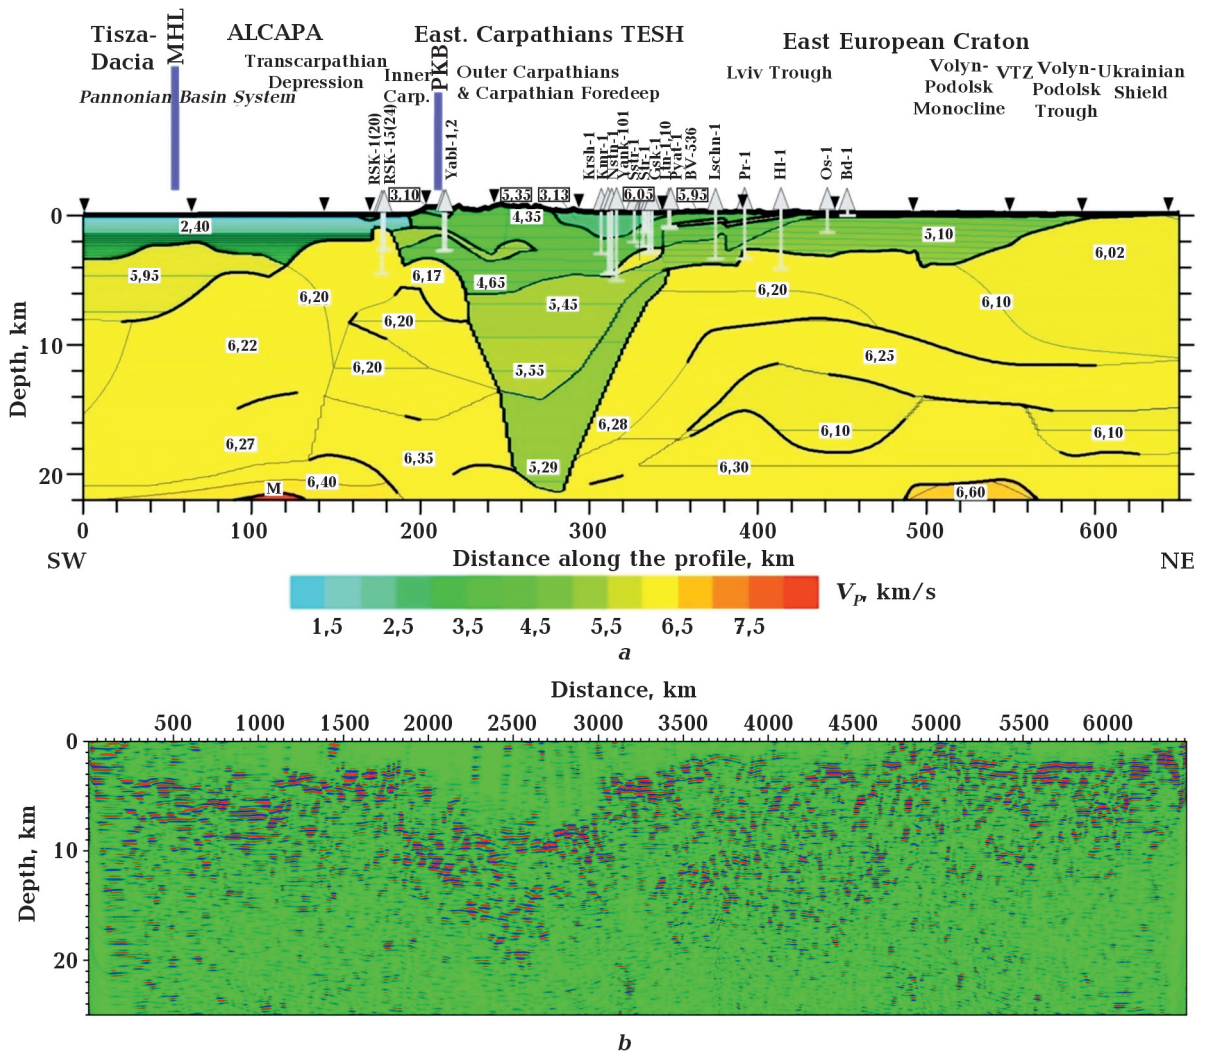 Tisza-
Dacia
MHL
ALCAPA
East. Carpathians TESH
East European Craton
Transcarpathian
Depression
Inner
Carp.
PKB
Outer Carpathians
& Carpathian Foredeep
Lviv Trough
Volyn-
Podolsk
Monocline
VTZ
Volyn-
Podolsk
Trough
Ukrainian
Shield
Pannonian Basin System
RSK-1(20)
RSK-15(24)
Yabl-1,2
Krsh-1
Yank-101
BV-536
Lschn-1
Pr-1
Hl-1
Os-1
Bd-1
3,10
5,35
3,13
6,05
5,95
0
10
20
Depth, km
2,40
4,35
5,10
6,02
5,95
6,20
6,17
4,65
5,45
6,20
6,10
6,22
6,20
6,20
5,55
6,25
6,27
6,35
6,28
6,10
6,10
6,40
5,29
6,30
M
6,60
0 100 200 300 400 500 600
SW
Distance along the profile, km
NE
1,5 2,5 3,5 4,5 5,5 6,5 7,5
VP, km/s
a
Distance, km
500 1000 1500 2000 2500 3000 3500 4000 4500 5000 5500 6000
0
10
20
Depth, km
b